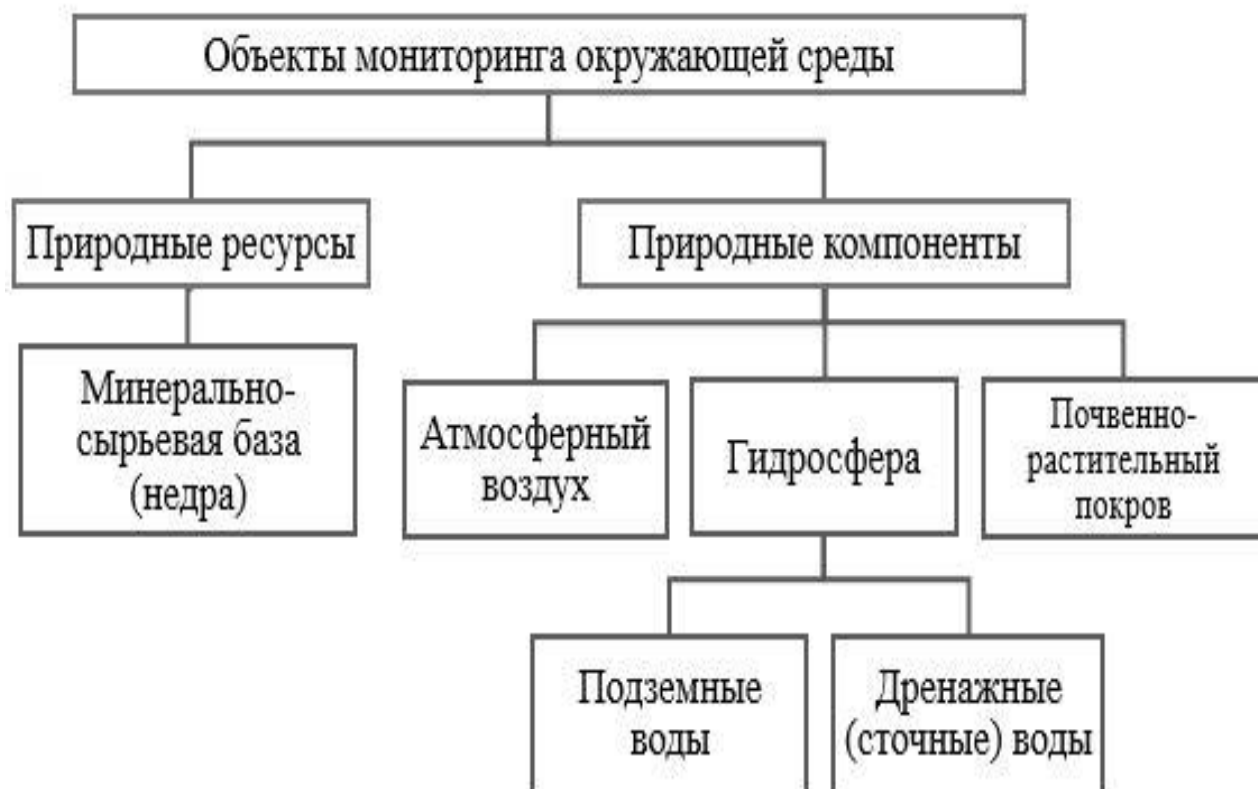 Объекты мониторинга окружающей среды
Природные ресурсы
Природные компоненты
Минерально-
сырьевая база
(недра)
Атмосферный
воздух
Гидросфера
Почвенно-
растительный
покров
Подземные
воды
Дренажные
(сточные) воды